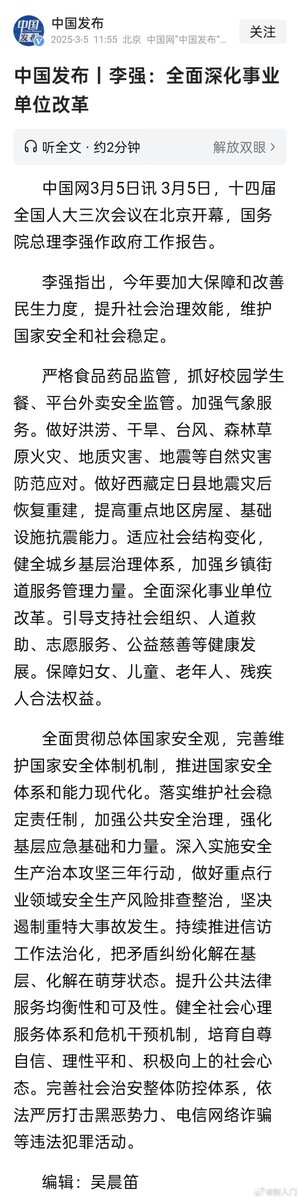 中国发布
中国发布
2025-3-5 11:55 北京 中国网"中国发布"…
关注
中国发布丨李强：全面深化事业
单位改革
听全文·约2分钟
解放双眼 >
中国网3月5日讯 3月5日，十四届
全国人大三次会议在北京开幕，国务
院总理李强作政府工作报告。
李强指出，今年要加大保障和改善
民生力度，提升社会治理效能，维护
国家安全和社会稳定。
严格食品药品监管，抓好校园学生
餐、平台外卖安全监管。加强气象服
务。做好洪涝、干旱、台风、森林草
原火灾、地质灾害、地震等自然灾害
防范应对。做好西藏定日县地震灾后
恢复重建，提高重点地区房屋、基础
设施抗震能力。适应社会结构变化，
健全城乡基层治理体系，加强乡镇街
道服务管理力量。全面深化事业单位
改革。引导支持社会组织、人道救
助、志愿服务、公益慈善等健康发
展。保障妇女、儿童、老年人、残疾
人合法权益。
全面贯彻总体国家安全观，完善维
护国家安全体制机制，推进国家安全
体系和能力现代化。落实维护社会稳
定责任制，加强公共安全治理，强化
基层应急基础和力量。深入实施安全
生产治本攻坚三年行动，做好重点行
业领域安全生产风险排查整治，坚决
遏制重特大事故发生。持续推进信访
工作法治化，把矛盾纠纷化解在基
层、化解在萌芽状态。提升公共法律
服务均衡性和可及性。健全社会心理
服务体系和危机干预机制，培育自尊
自信、理性平和、积极向上的社会心
态。完善社会治安整体防控体系，依
法严厉打击黑恶势力、电信网络诈骗
等违法犯罪活动。
编辑：吴晨笛